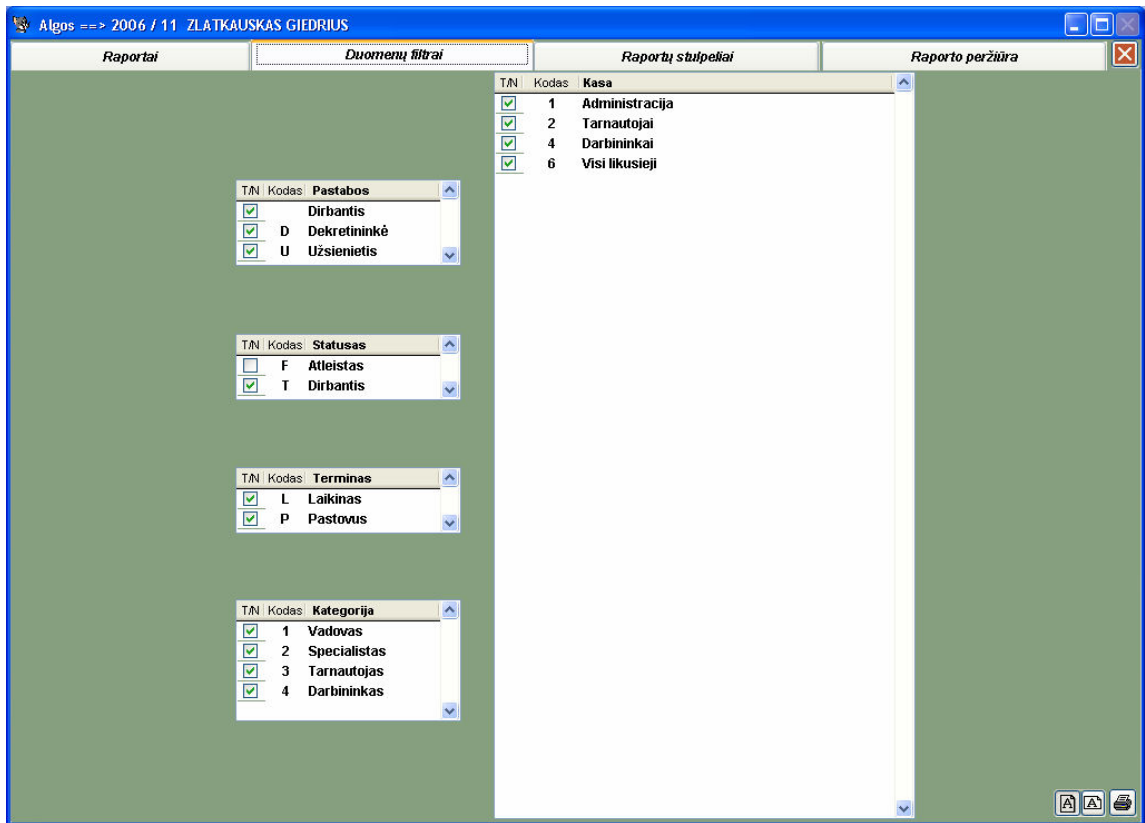 Algos ==> 2006 / 11 ZLATKAUSKAS GIEDRIUS
Raportai
Duomenų filtrai
Raportų stulpeliai
Raporto peržiūra
T/N Kodas Kasa
1 Administracija
2 Tarnautojai
4 Darbininkai
6 Visi likusieji
T/N Kodas Pastabos
Dirbantis
D Dekretininkė
U Užsienietis
T/N Kodas Statusas
F Atleistas
T Dirbantis
T/N Kodas Terminas
L Laikinas
P Pastovus
T/N Kodas Kategorija
1 Vadovas
2 Specialistas
3 Tarnautojas
4 Darbininkas
A A